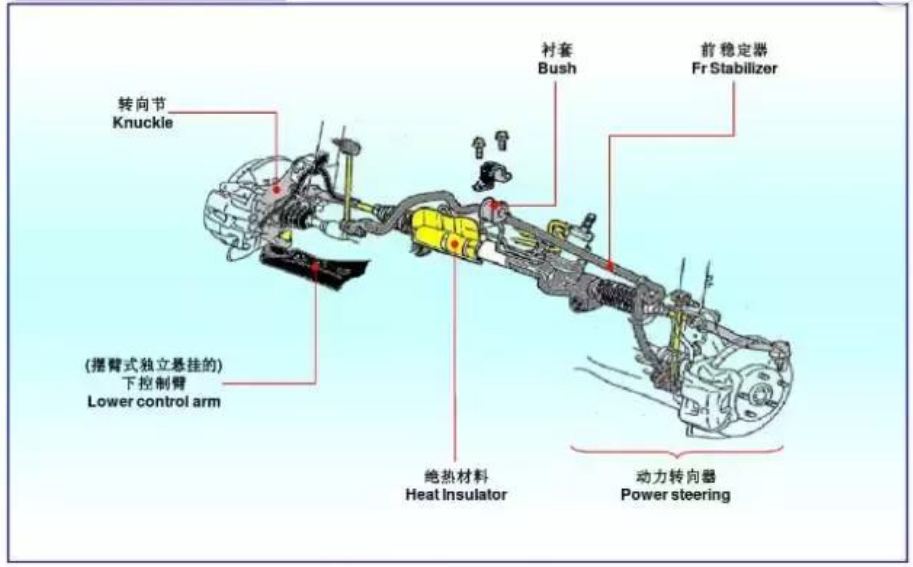 衬套
Bush
前稳定器
Fr Stabilizer
转向节
Knuckle
(摆臂式独立悬挂的)
下控制臂
Lower control arm
绝热材料
Heat Insulator
动力转向器
Power steering